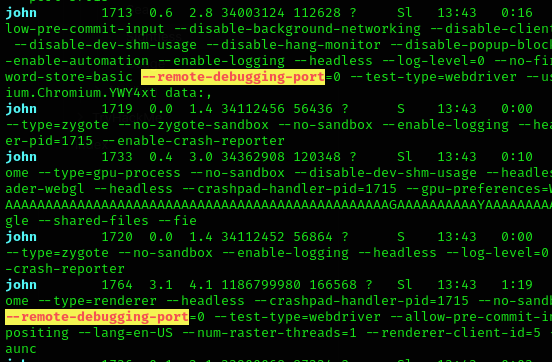 john 1713 0.6 2.8 34003124 112628 ? Sl 13:43 0:16
low-pre-commit-input --disable-background-networking --disable-client
--disable-dev-shm-usage --disable-hang-monitor --disable-popup-block
-enable-automation --enable-logging --headless --log-level=0 --no-fi
word-store=basic --remote-debugging-port=0 --test-type=webdriver --us
ium.Chromium.YWY4xt data:,
john 1719 0.0 1.4 34112456 56436 ? S 13:43 0:00
--type=zygote --no-zygote-sandbox --no-sandbox --enable-logging --hea
er-pid=1715 --enable-crash-reporter
john 1733 0.4 3.0 34362908 120348 ? Sl 13:43 0:10
ome --type=gpu-process --no-sandbox --disable-dev-shm-usage --headles
ader-webgl --headless --crashpad-handler-pid=1715 --gpu-preferences=W
AAAAAAAAAAAAAAAAAAAAAAAAAAAAAAAAAAAAAAAAAAAAAAAAGAAAAAAAAAAYAAAAAAAAA
gle --shared-files --fie
john 1720 0.0 1.4 34112452 56864 ? S 13:43 0:00
--type=zygote --no-sandbox --enable-logging --headless --log-level=0
-crash-reporter
john 1764 3.1 4.1 1186799980 166568 ? Sl 13:43 1:19
ome --type=renderer --headless --crashpad-handler-pid=1715 --no-sandb
--remote-debugging-port=0 --test-type=webdriver --allow-pre-commit-in
positing --lang=en-US --num-raster-threads=1 --renderer-client-id=5 -
aunc